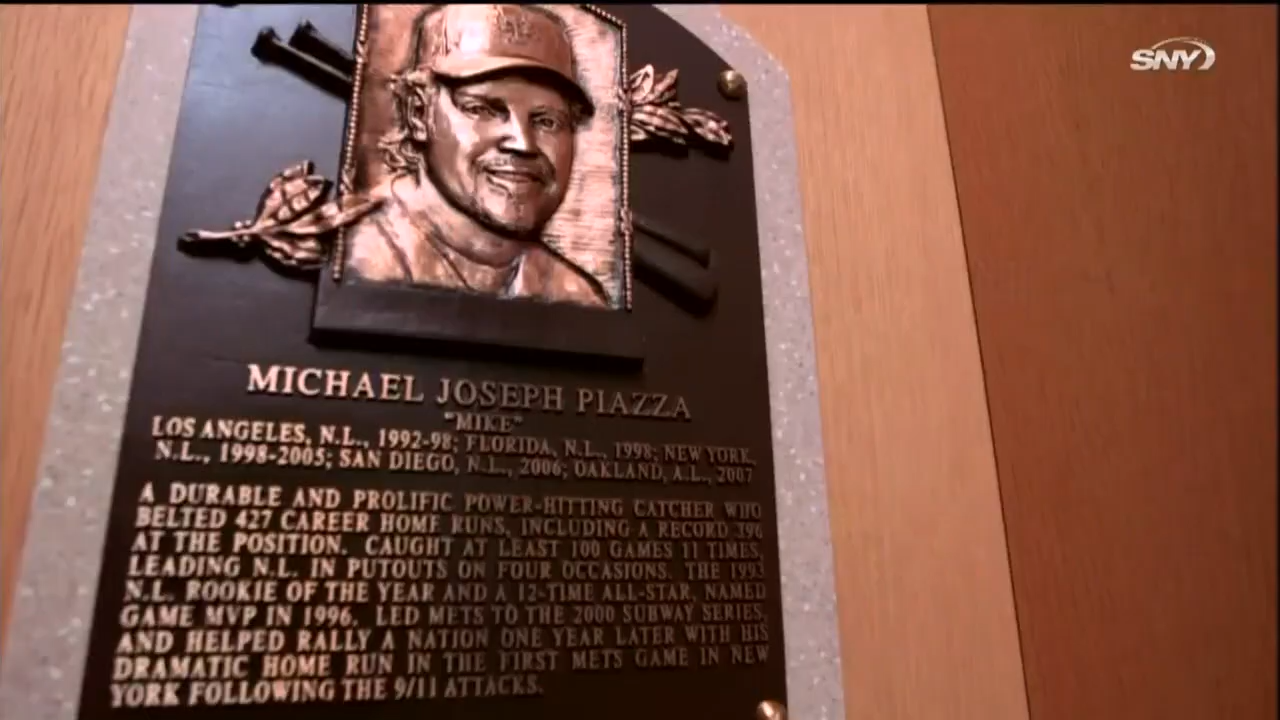 SNY
MICHAEL JOSEPH PIAZZA
"MIKE"
LOS ANGELES, N.L., 1992-98; FLORIDA, N.L., 1998; NEW YORK,
N.L., 1998-2005; SAN DIEGO, N.L., 2006; OAKLAND, A.L., 2007
A DURABLE AND PROLIFIC POWER-HITTING CATCHER WHO
BELTED 427 CAREER HOME RUNS, INCLUDING A RECORD 396
AT THE POSITION. CAUGHT AT LEAST 100 GAMES 11 TIMES,
LEADING N.L. IN PUTOUTS ON FOUR OCCASIONS. THE 1993
N.L. ROOKIE OF THE YEAR AND A 12-TIME ALL-STAR, NAMED
GAME MVP IN 1996. LED METS TO THE 2000 SUBWAY SERIES,
AND HELPED RALLY A NATION ONE YEAR LATER WITH HIS
DRAMATIC HOME RUN IN THE FIRST METS GAME IN NEW
YORK FOLLOWING THE 9/11 ATTACKS.